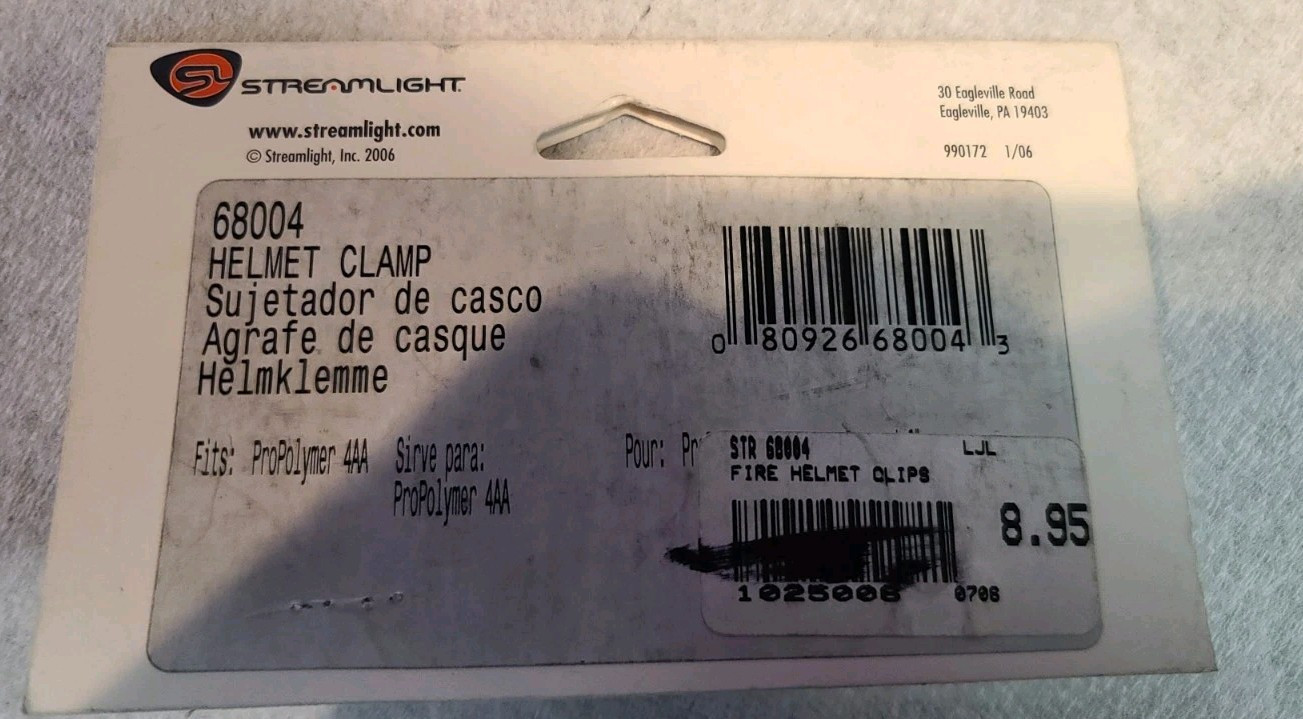 STREAMLIGHT
www.streamlight.com
© Streamlight, Inc. 2006
30 Eagleville Road
Eagleville, PA 19403
990172 1/06
68004
HELMET CLAMP
Sujetador de casco
Agrafe de casque
Helmklemme
0 80926 68004 3
Fits: ProPolymer 4AA
Sirve para:
ProPolymer 4AA
Pour:
STR 68004 LJL
FIRE HELMET CLIPS
8.95
1025006 0706